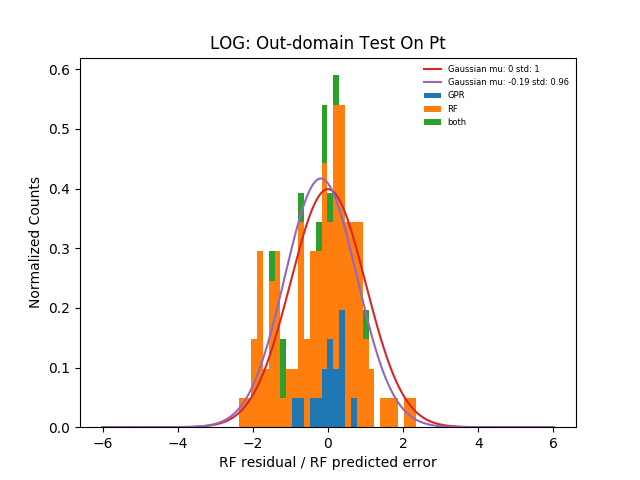 LOG: Out-domain Test On Pt
Gaussian mu: 0 std: 1
Gaussian mu: -0.19 std: 0.96
GPR
RF
both
Normalized Counts
0.6
0.5
0.4
0.3
0.2
0.1
0.0
−6 −4 −2 0 2 4 6
RF residual / RF predicted error